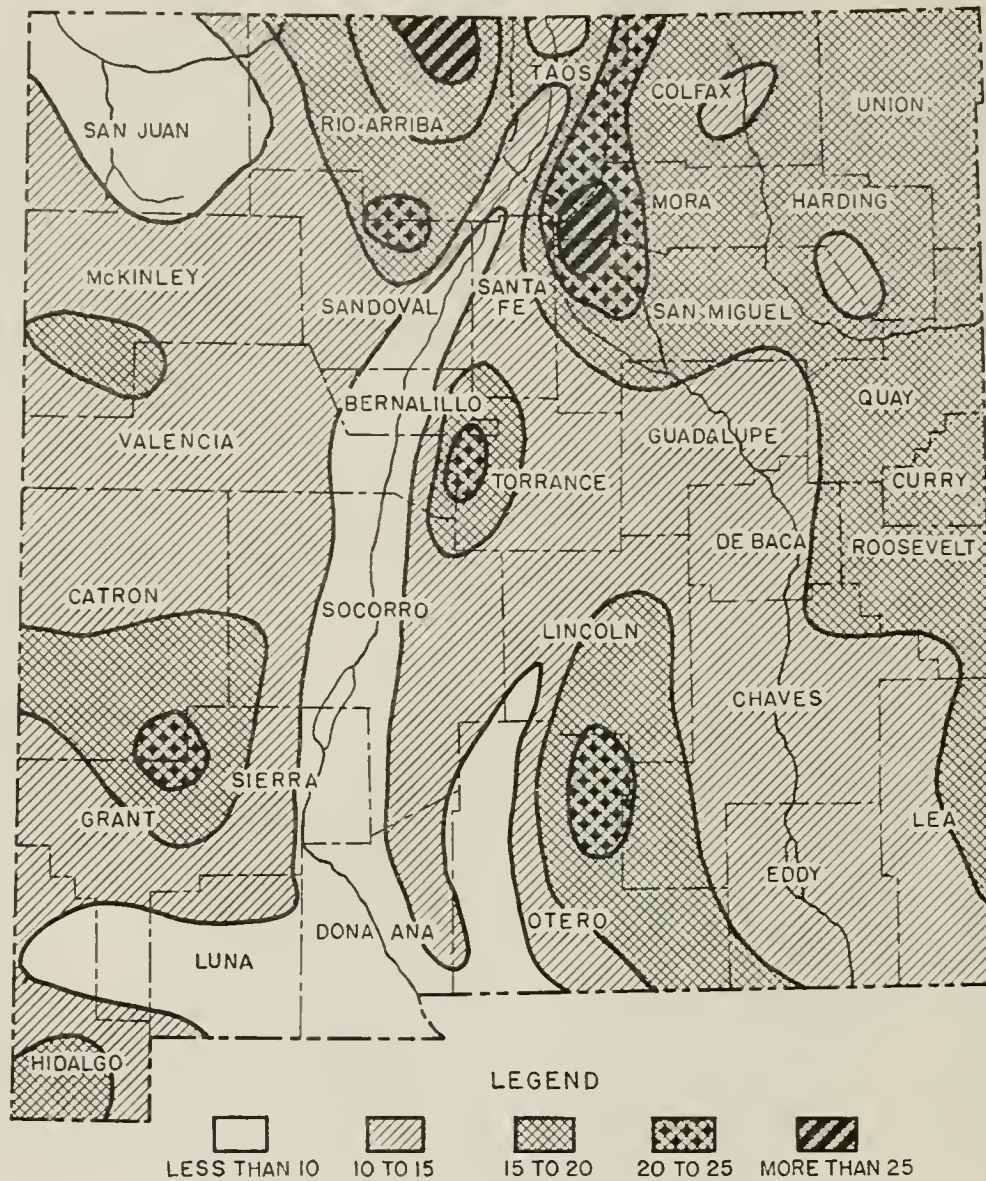 TAOS
COLFAX
UNION
SAN JUAN
RIO-ARRIBA
MORA
HARDING
McKINLEY
SANDOVAL
SANTA
FE
SAN MIGUEL
BERNALILLO
QUAY
VALENCIA
GUADALUPE
TORRANCE
CURRY
DE BACA
ROOSEVELT
CATRON
SOCORRO
LINCOLN
CHAVES
SIERRA
GRANT
LEA
EDDY
DONA ANA
OTERO
LUNA
HIDALGO
LEGEND
LESS THAN 10
10 TO 15
15 TO 20
20 TO 25
MORE THAN 25